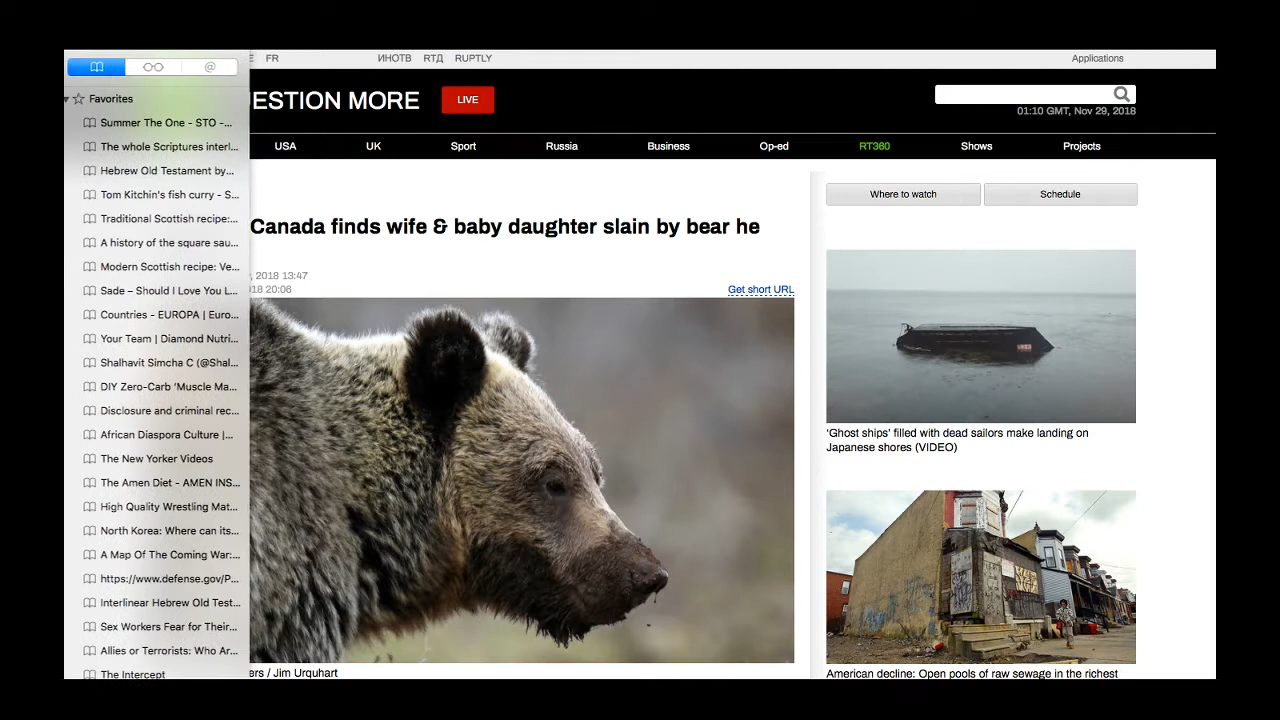 FR
ИНОТВ
RTД
RUPTLY
Applications
@
Favorites
ESTION MORE
LIVE
01:10 GMT, Nov 29, 2018
USA
UK
Sport
Russia
Business
Op-ed
RT360
Shows
Projects
Summer The One - STO -...
The whole Scriptures interl...
Hebrew Old Testament by...
Tom Kitchin's fish curry - S...
Traditional Scottish recipe:...
A history of the square sau...
Modern Scottish recipe: Ve...
Sade – Should I Love You L...
Countries - EUROPA | Euro...
Your Team | Diamond Nutri...
Shalhavit Simcha C (@Shal...
DIY Zero-Carb ‘Muscle Ma...
Disclosure and criminal rec...
African Diaspora Culture |...
The New Yorker Videos
The Amen Diet - AMEN INS...
High Quality Wrestling Mat...
North Korea: Where can its...
A Map Of The Coming War:...
https://www.defense.gov/P...
Interlinear Hebrew Old Test...
Sex Workers Fear for Their...
Allies or Terrorists: Who Ar...
The Intercept
Canada finds wife & baby daughter slain by bear he
, 2018 13:47
18 20:06
Get short URL
ers / Jim Urquhart
Where to watch
Schedule
‘Ghost ships’ filled with dead sailors make landing on
Japanese shores (VIDEO)
American decline: Open pools of raw sewage in the richest